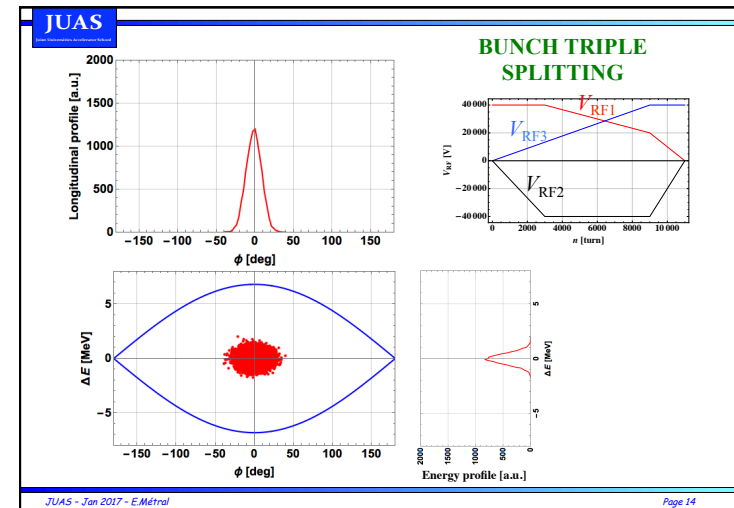 JUAS
Joint Universities Accelerator School
BUNCH TRIPLE
SPLITTING
2000
1500
1000
500
0
Longitudinal profile [a.u.]
−150 −100 −50 0 50 100 150
ϕ [deg]
40000
20000
0
−20000
−40000
V_RF [V]
V_RF1
V_RF3
V_RF2
0 2000 4000 6000 8000 10000
n [turn]
5
0
−5
ΔE [MeV]
−150 −100 −50 0 50 100 150
ϕ [deg]
5
0
−5
ΔE [MeV]
2000 1500 1000 500 0
Energy profile [a.u.]
JUAS - Jan 2017 - E.Métral
Page 14